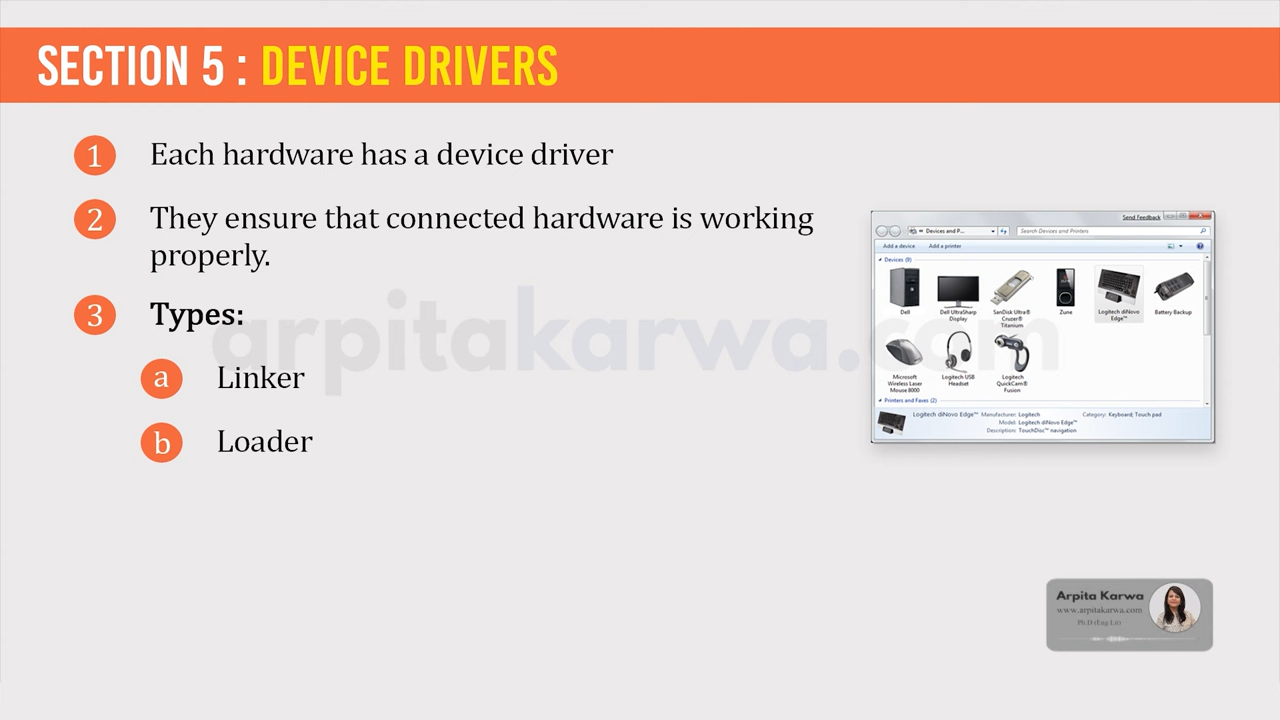 SECTION 5 : DEVICE DRIVERS
1 Each hardware has a device driver
2 They ensure that connected hardware is working
properly.
3 Types:
a Linker
b Loader
arpitakarwa.com
Send Feedback
Devices and P...
Search Devices and Printers
Add a device Add a printer
Devices (9)
Dell
Dell UltraSharp
Display
SanDisk Ultra®
Cruzer®
Titanium
Zune
Logitech diNovo
Edge™
Battery Backup
Microsoft
Wireless Laser
Mouse 8000
Logitech USB
Headset
Logitech
QuickCam®
Fusion
Printers and Faxes (2)
Logitech diNovo Edge™ Manufacturer: Logitech Category: Keyboard; Touch pad
Model: Logitech diNovo Edge™
Description: TouchDisc™ navigation
Arpita Karwa
www.arpitakarwa.com
Ph.D (Eng Lit)